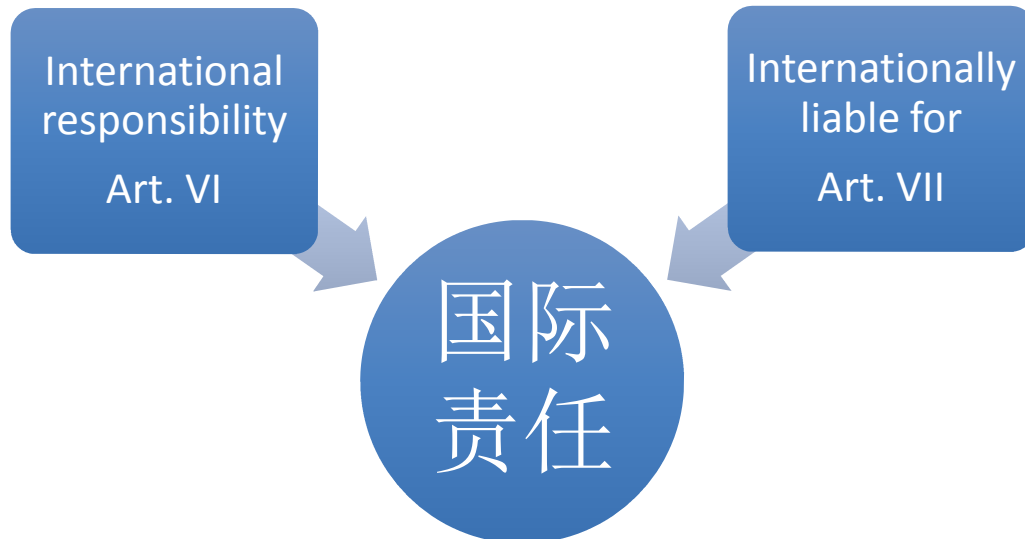 International
responsibility
Art. VI
Internationally
liable for
Art. VII
国际
责任